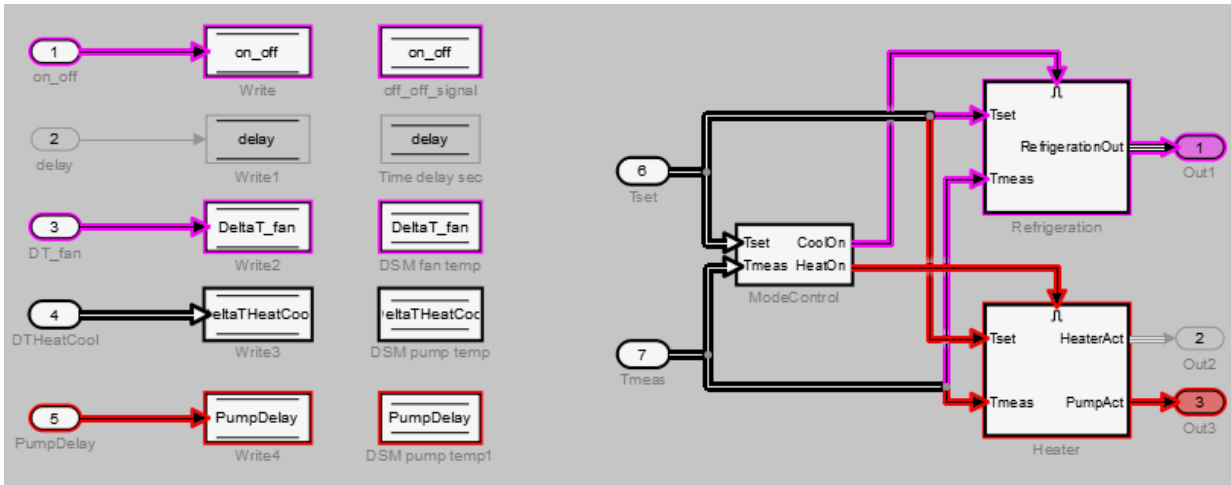 1
on_off
on_off
Write
on_off
off_off_signal
2
delay
delay
Write1
delay
Time delay sec
3
DT_fan
DeltaT_fan
Write2
DeltaT_fan
DSM fan temp
4
DTHeatCool
eltaTHeatCoo
Write3
eltaTHeatCoc
DSM pump temp
5
PumpDelay
PumpDelay
Write4
PumpDelay
DSM pump temp1
6
Tset
7
Tmeas
Tset CoolOn
Tmeas HeatOn
ModeControl
Tset
RefrigerationOut
Tmeas
Refrigeration
1
Out1
Tset HeaterAct
Tmeas PumpAct
Heater
2
Out2
3
Out3